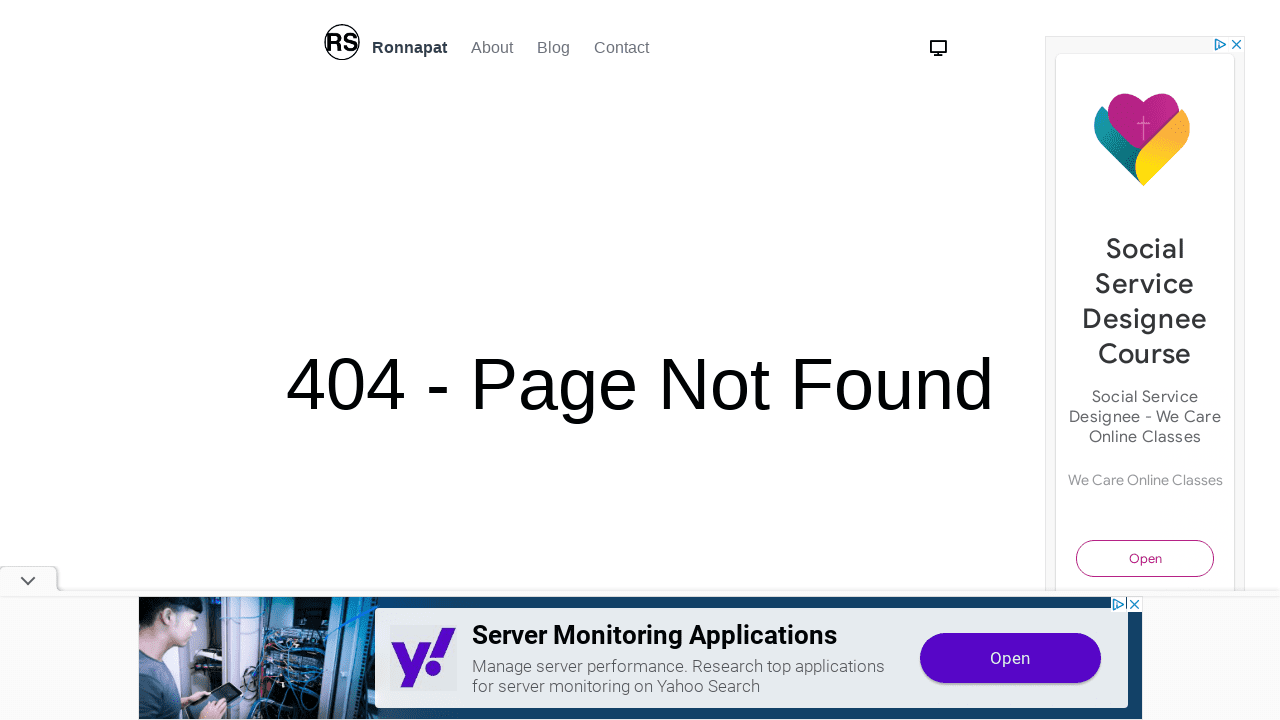 RS
Ronnapat About Blog Contact
404 - Page Not Found
Social
Service
Designee
Course
Social Service
Designee - We Care
Online Classes
We Care Online Classes
Open
Server Monitoring Applications
Manage server performance. Research top applications
for server monitoring on Yahoo Search
Open